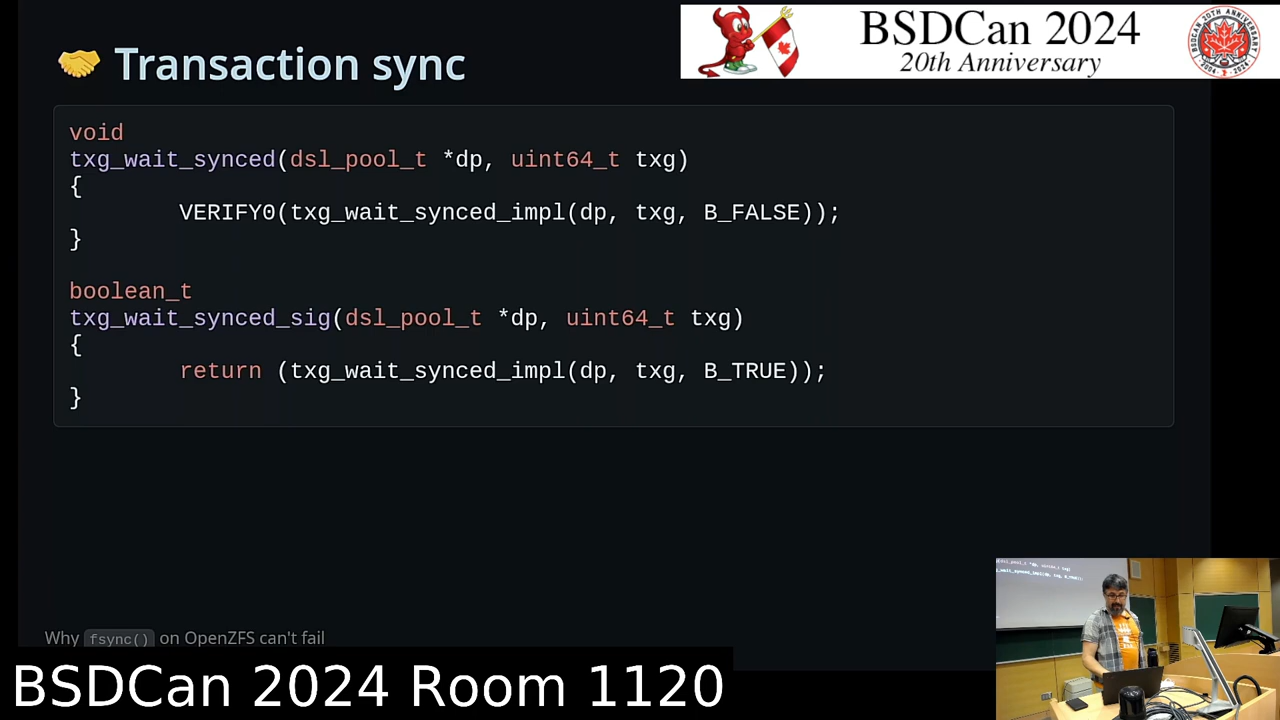 🤝 Transaction sync
BSDCan 2024
20th Anniversary
void
txg_wait_synced(dsl_pool_t *dp, uint64_t txg)
{
        VERIFY0(txg_wait_synced_impl(dp, txg, B_FALSE));
}
boolean_t
txg_wait_synced_sig(dsl_pool_t *dp, uint64_t txg)
{
        return (txg_wait_synced_impl(dp, txg, B_TRUE));
}
Why fsync() on OpenZFS can't fail
BSDCan 2024 Room 1120